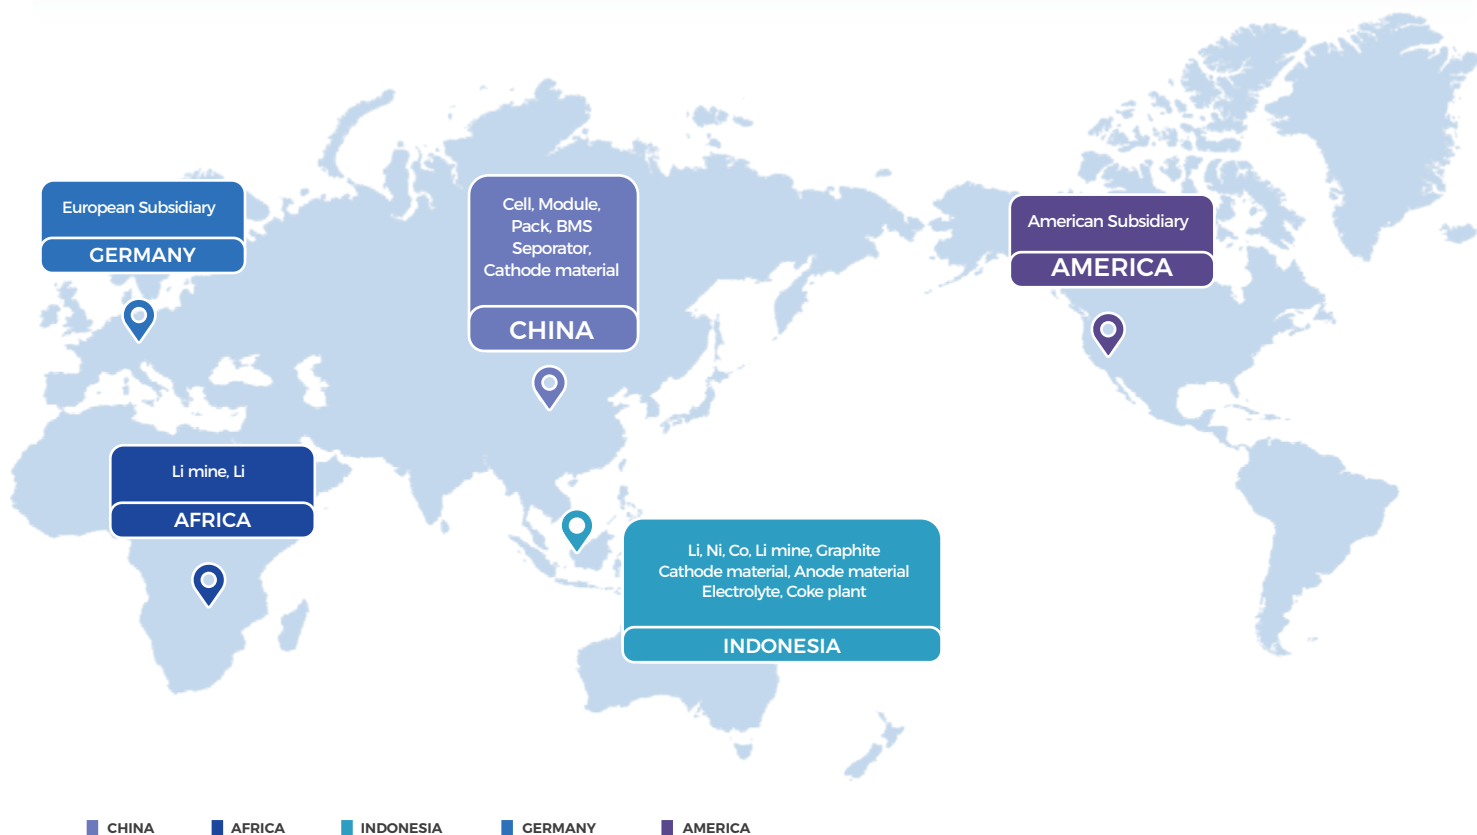 European Subsidiary
GERMANY
Cell, Module,
Pack, BMS
Seporator,
Cathode material
CHINA
American Subsidiary
AMERICA
Li mine, Li
AFRICA
Li, Ni, Co, Li mine, Graphite
Cathode material, Anode material
Electrolyte, Coke plant
INDONESIA
CHINA
AFRICA
INDONESIA
GERMANY
AMERICA